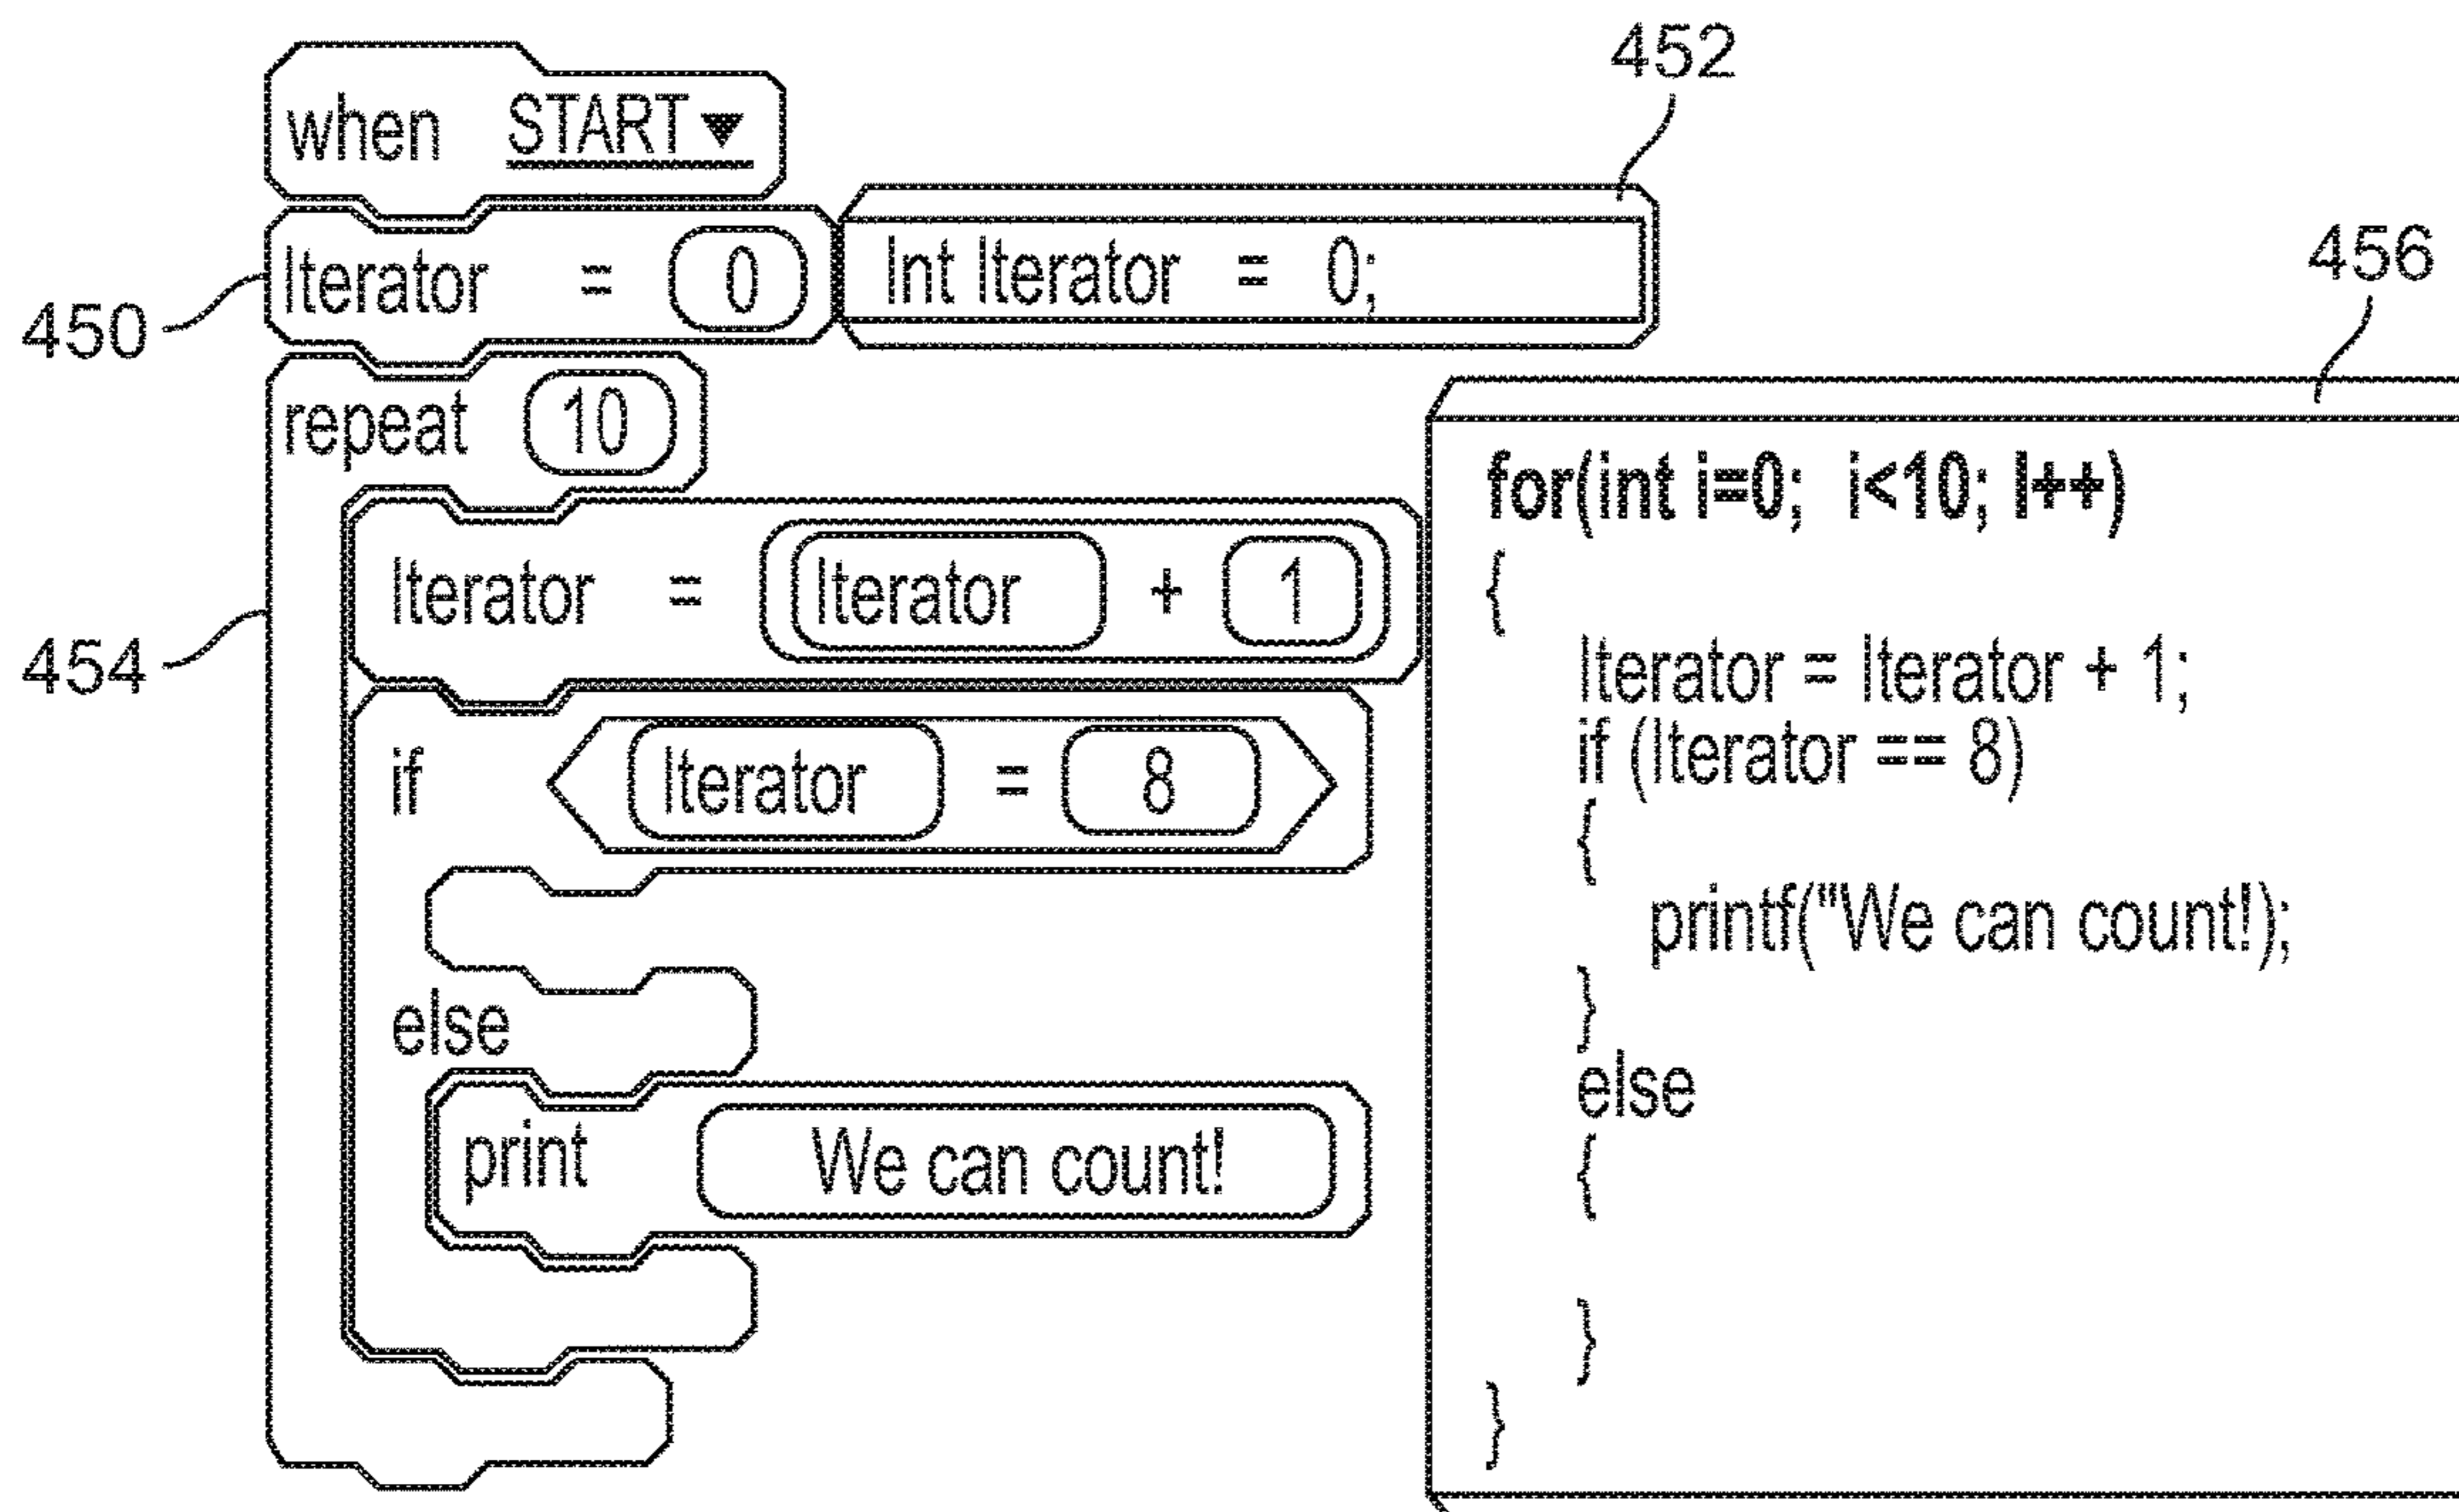 452
when START
456
Iterator = 0
Int Iterator = 0;
450
repeat 10
Iterator = Iterator + 1
454
if Iterator = 8
else
print We can count!
for(int i=0; i<10; I++)
{
Iterator = Iterator + 1;
if (Iterator == 8)
{
printf("We can count!);
}
else
{
}
}